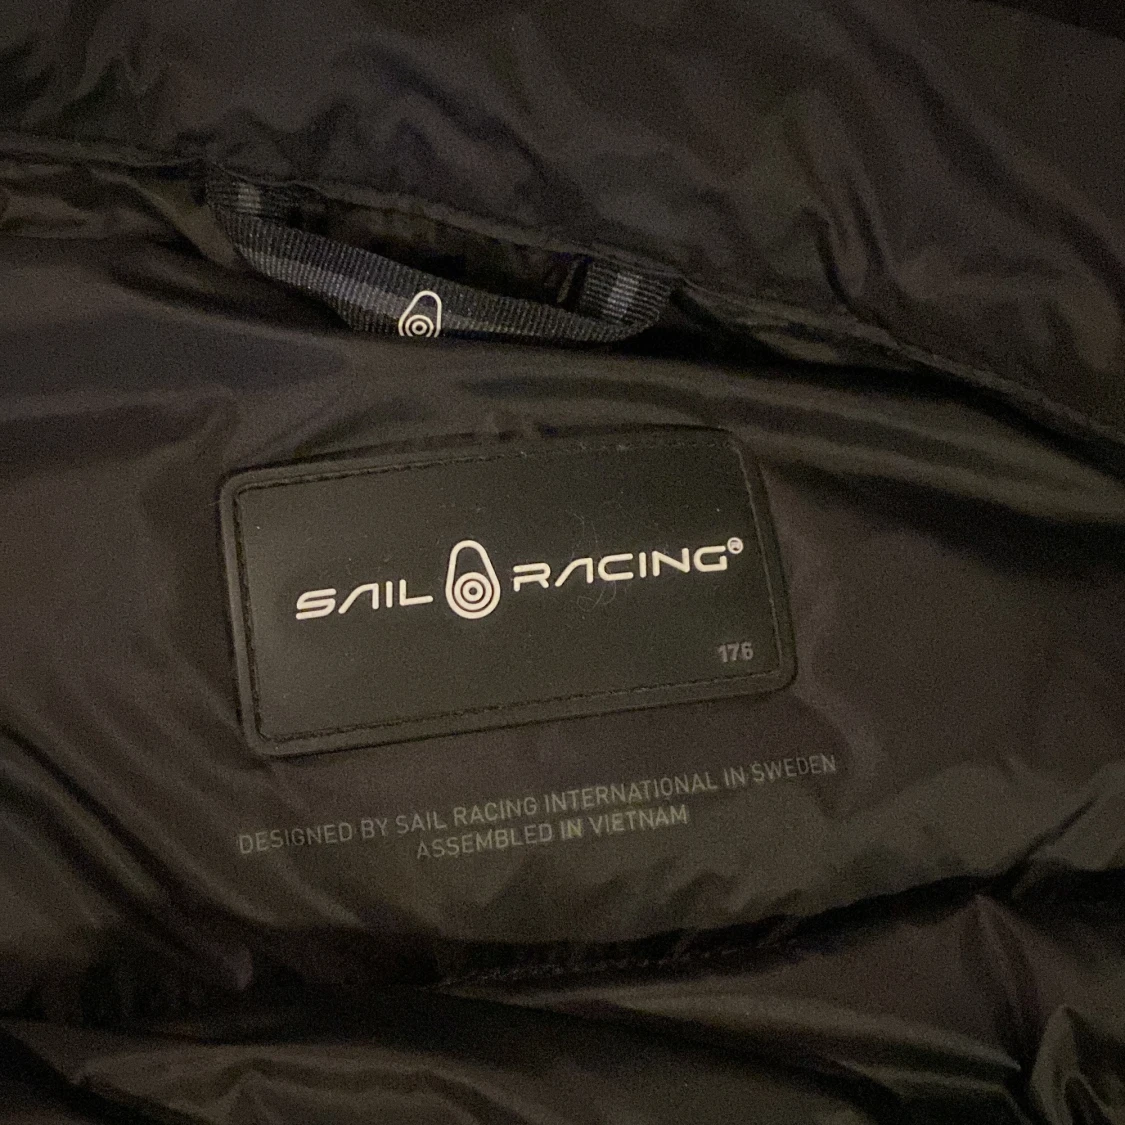 SAIL RACING®
176
DESIGNED BY SAIL RACING INTERNATIONAL IN SWEDEN
ASSEMBLED IN VIETNAM